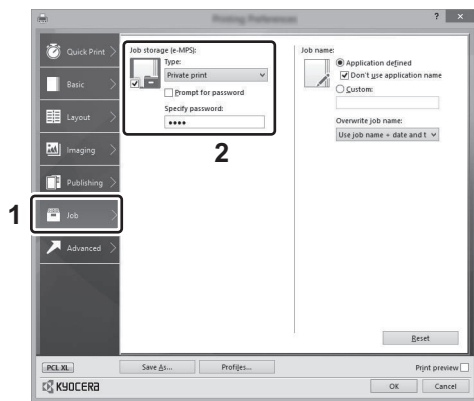 Printing Preferences
? x
Quick Print >
Basic >
Layout >
Imaging >
Publishing >
1
Job >
Advanced >
Job storage (e-MPS):
Type:
Private print
Prompt for password
Specify password:
••••
2
Job name:
Application defined
Don't use application name
Custom:
Overwrite job name:
Use job name + date and t
Reset
PCL XL
Save As...
Profiles...
Print preview
KYOCERA
OK
Cancel